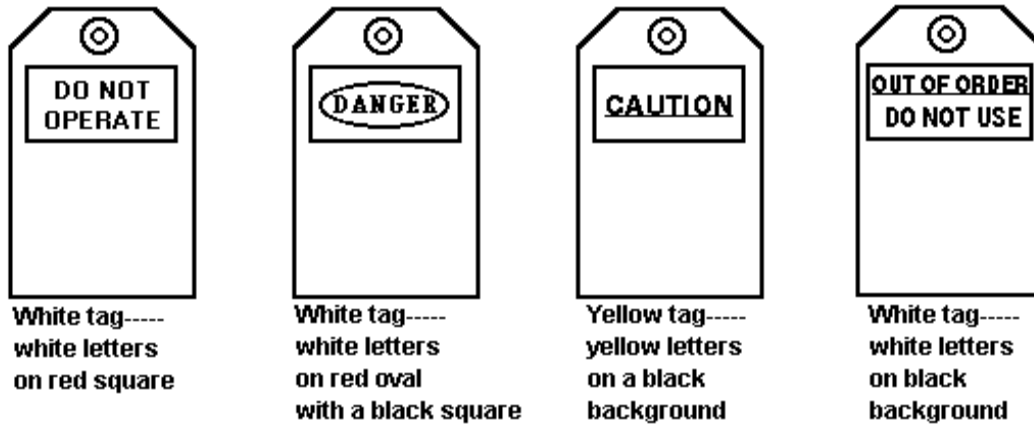 DO NOT
OPERATE
White tag-----
white letters
on red square
DANGER
White tag-----
white letters
on red oval
with a black square
CAUTION
Yellow tag-----
yellow letters
on a black
background
OUT OF ORDER
DO NOT USE
White tag-----
white letters
on black
background